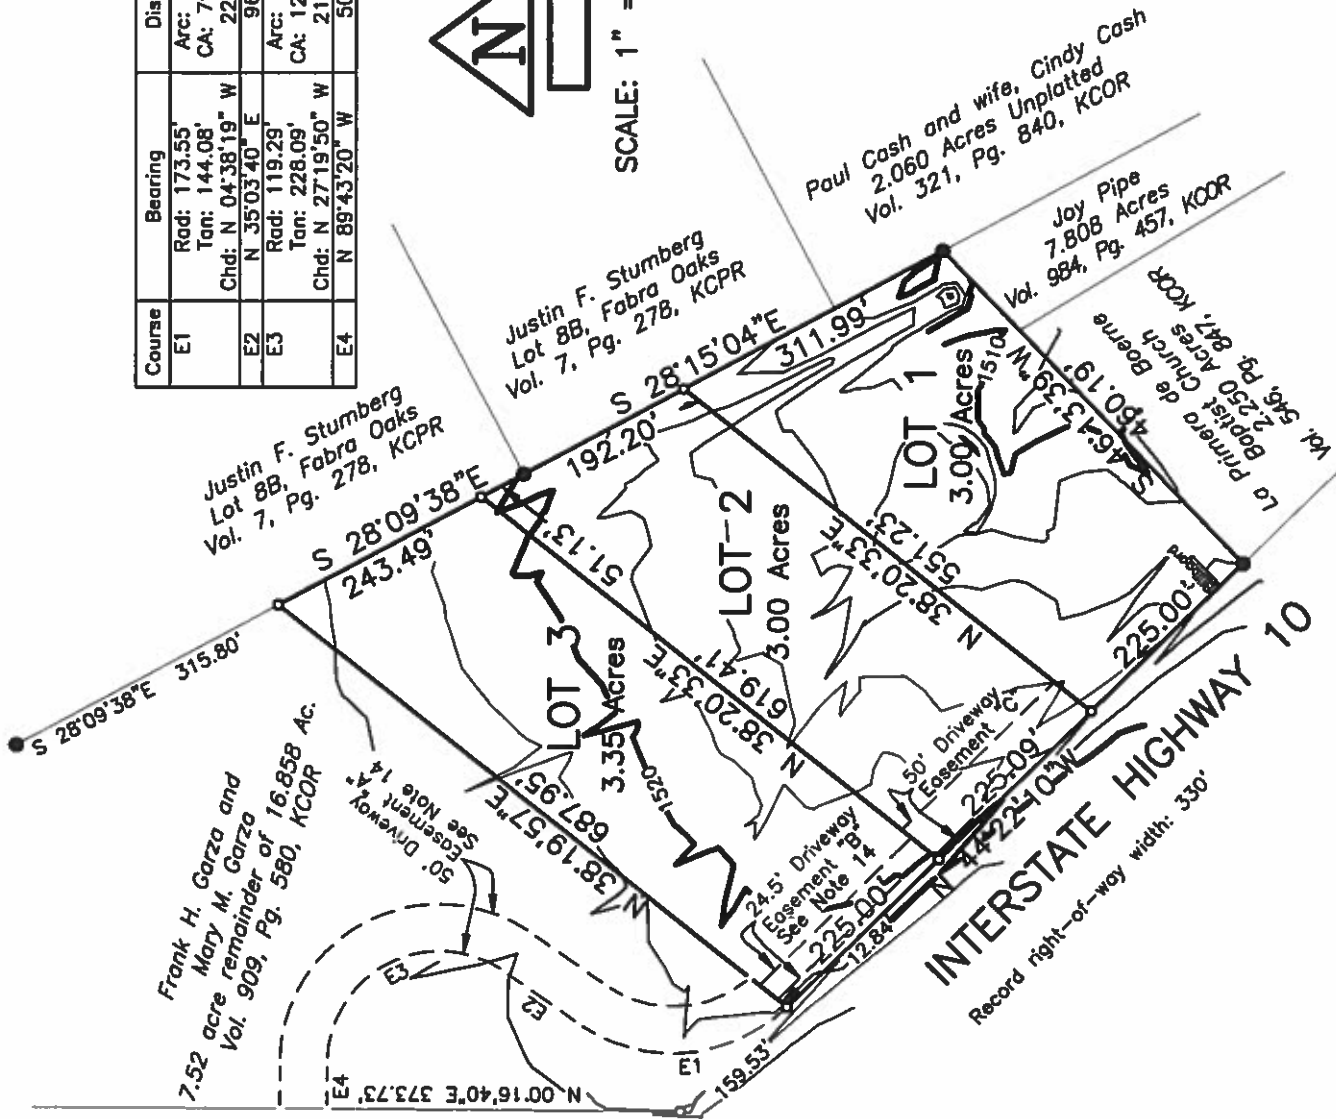 Course Bearing Dis
E1 Rad: 173.55' Arc:
Tan: 144.08' CA:
Chd: N 04°38'19" W 22
E2 N 35°03'40" E
E3 Rad: 119.29' Arc:
Tan: 228.09' CA: 12
Chd: N 27°19'50" W 21
E4 N 89°43'20" W 50
N
SCALE: 1" =
Paul Cash and wife, Cindy Cash
2.060 Acres Unplatted
Vol. 321, Pg. 840, KCOR
Joy Pipe
7.808 Acres
Vol. 984, Pg. 457, KCOR
La Primera de Boerne
Baptist Church
2.250 Acres
Vol. 546, Pg. 847, KCOR
Justin F. Stumberg
Lot 8B, Fabra Oaks
Vol. 7, Pg. 278, KCPR
Justin F. Stumberg
Lot 8B, Fabra Oaks
Vol. 7, Pg. 278, KCPR
S 28°15'04"E
311.99'
192.20'
S 28°09'38"E
243.49'
51.13'
S 28°09'38"E 315.80'
LOT 1
3.00 Acres
1510
S 46°13'39"W
460.19'
LOT 2
3.00 Acres
N 38°20'33"E
551.23'
LOT 3
3.35 Acres
1520
N 38°20'33"E
619.41'
N 38°19'57"E
687.95'
Frank H. Garza and
Mary M. Garza
7.52 acre remainder of 16.858 Ac.
Vol. 909, Pg. 580, KCOR
50' Driveway
Easement "A"
See Note 14
24.5' Driveway
Easement "B"
See Note 14
50' Driveway
Easement "C"
225.00'
225.09'
225.00'
N 44°22'10"W
12.84'
159.53'
INTERSTATE HIGHWAY 10
Record right-of-way width: 330'
E3
E2
E1
E4
N 00°16'40"E 373.73'